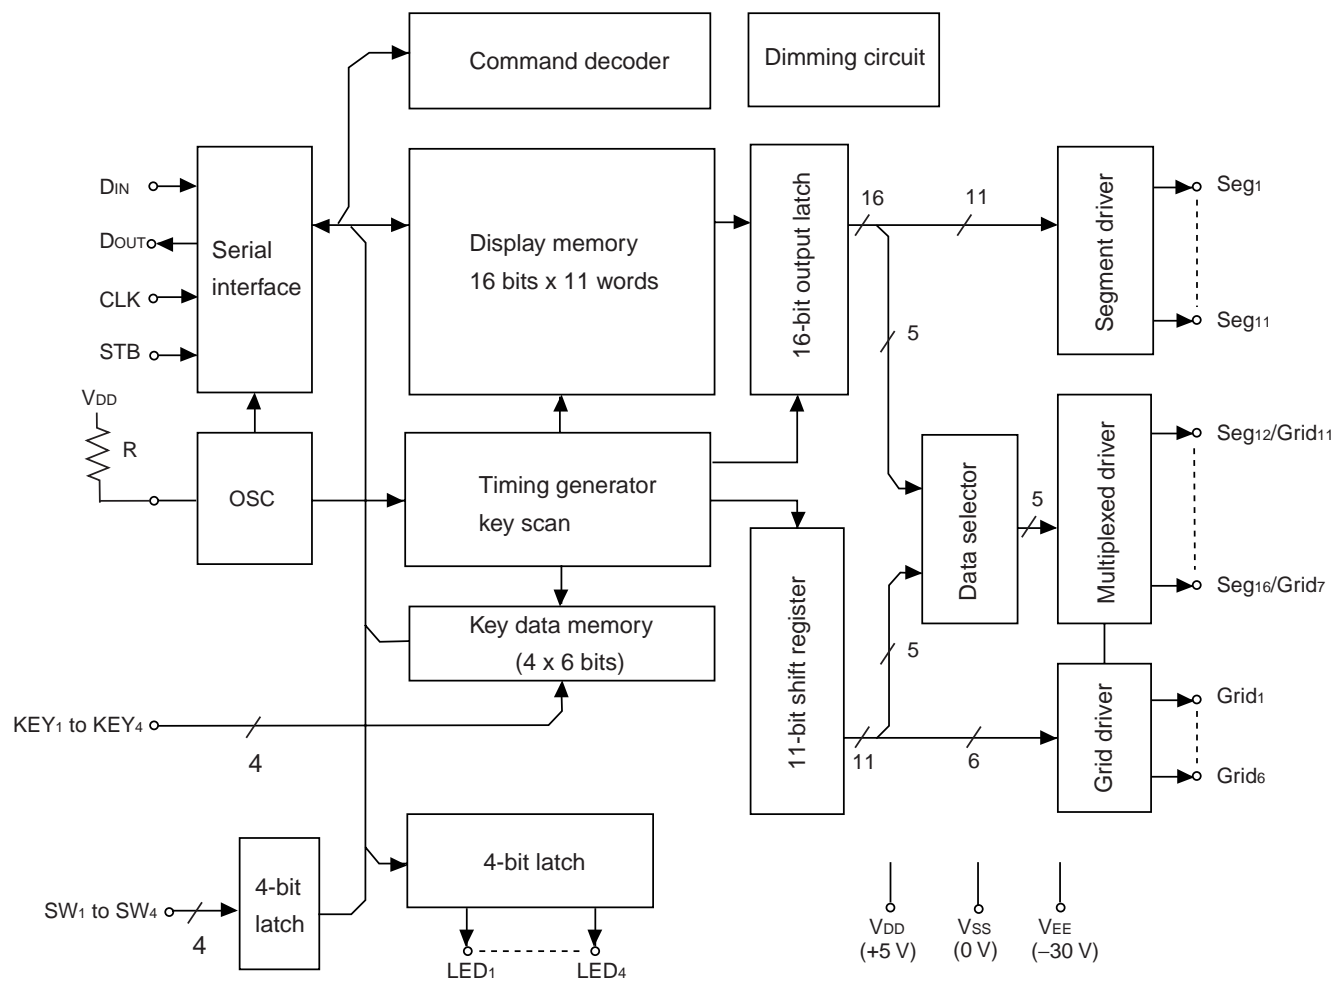 Command decoder
Dimming circuit
DIN
DOUT
CLK
STB
Serial
interface
Display memory
16 bits x 11 words
16-bit output latch
16
11
5
Segment driver
Seg1
Seg11
VDD
R
OSC
Timing generator
key scan
Data selector
5
Multiplexed driver
Seg12/Grid11
Seg16/Grid7
Key data memory
(4 x 6 bits)
11-bit shift register
5
11
6
Grid driver
Grid1
Grid6
KEY1 to KEY4
4
SW1 to SW4
4
4-bit
latch
4-bit latch
LED1
LED4
VDD
(+5 V)
VSS
(0 V)
VEE
(–30 V)